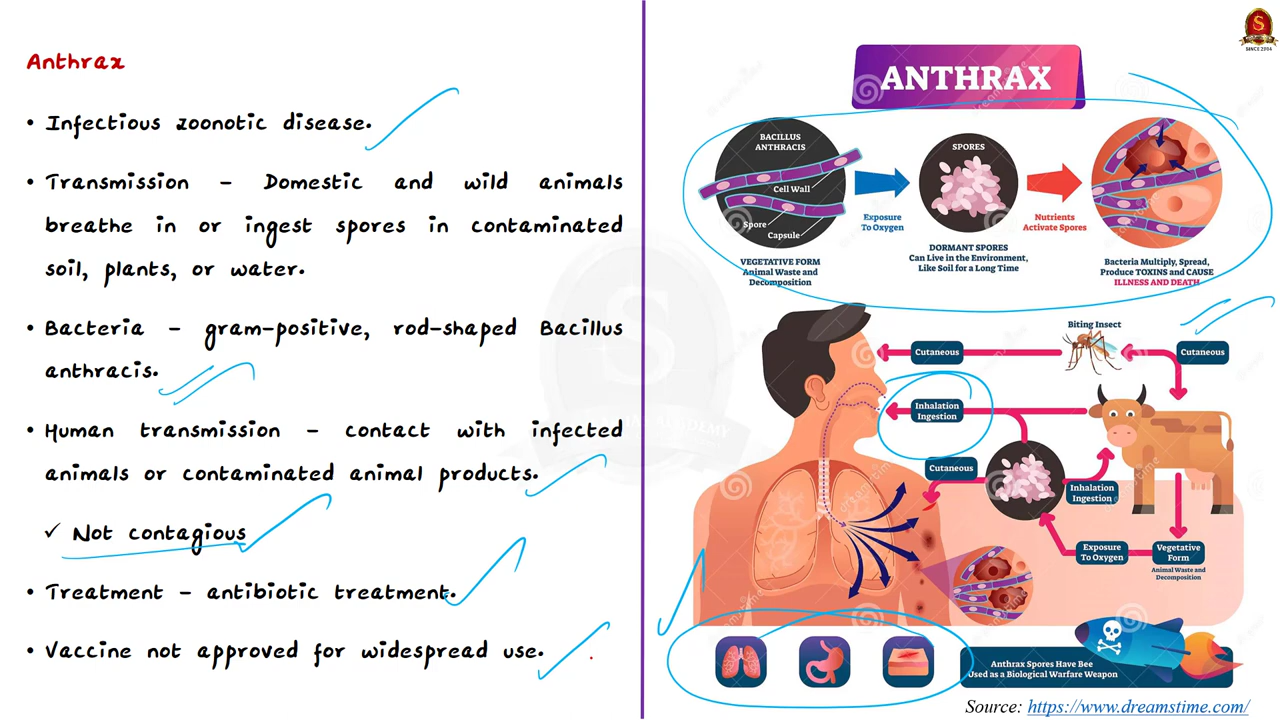 Anthrax
• Infectious zoonotic disease.
• Transmission – Domestic and wild animals
breathe in or ingest spores in contaminated
soil, plants, or water.
• Bacteria – gram-positive, rod-shaped Bacillus
anthracis.
• Human transmission – contact with infected
animals or contaminated animal products.
✓ Not contagious
• Treatment – antibiotic treatment.
• Vaccine not approved for widespread use.
S
SINCE 2004
ANTHRAX
BACILLUS
ANTHRACIS
Cell Wall
Spore
Capsule
VEGETATIVE FORM
Animal Waste and
Decomposition
Exposure
To Oxygen
SPORES
DORMANT SPORES
Can Live in the Environment,
Like Soil for a Long Time
Nutrients
Activate Spores
Bacteria Multiply, Spread,
Produce TOXINS and CAUSE
ILLNESS AND DEATH
Biting Insect
Cutaneous
Cutaneous
Inhalation
Ingestion
Cutaneous
Inhalation
Ingestion
Exposure
To Oxygen
Vegetative
Form
Animal Waste and
Decomposition
Anthrax Spores Have Bee
Used as a Biological Warfare Weapon
dreamstime
Source: https://www.dreamstime.com/